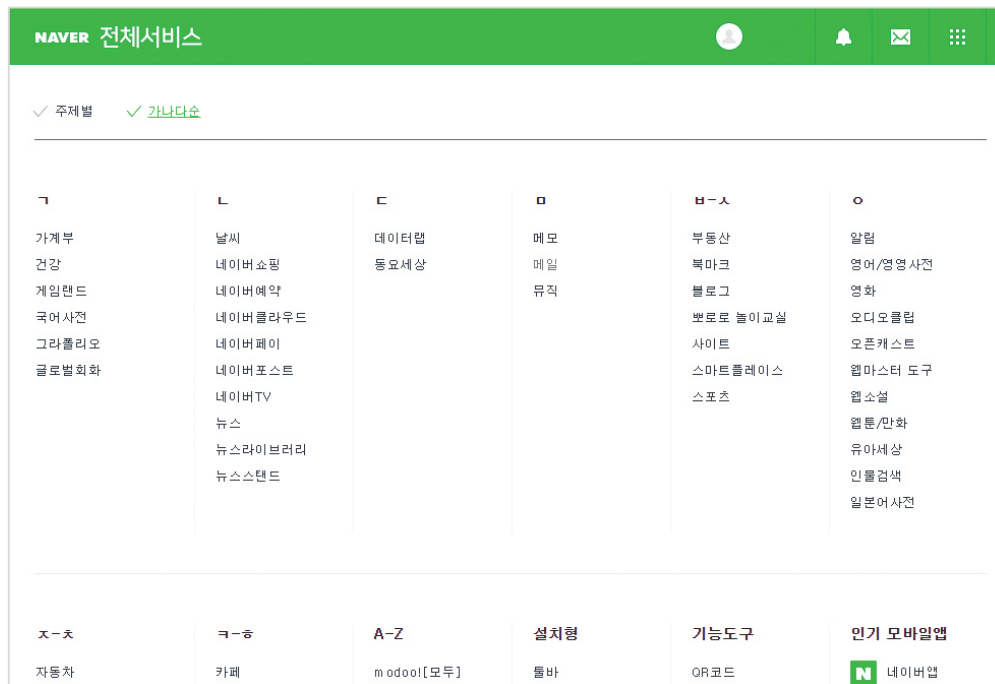 NAVER 전체서비스
주제별 가나다순
ㄱ
가계부
건강
게임랜드
국어사전
그라폴리오
글로벌회화
ㄴ
날씨
네이버쇼핑
네이버예약
네이버클라우드
네이버페이
네이버포스트
네이버TV
뉴스
뉴스라이브러리
뉴스스탠드
ㄷ
데이터랩
동요세상
ㅁ
메모
메일
뮤직
ㅂ-ㅅ
부동산
북마크
블로그
뽀로로 놀이교실
사이트
스마트플레이스
스포츠
ㅇ
알림
영어/영영사전
영화
오디오클립
오픈캐스트
웹마스터 도구
웹소설
웹툰/만화
유아세상
인물검색
일본어사전
ㅈ-ㅊ
자동차
ㅋ-ㅎ
카페
A-Z
modoo![모두]
설치형
툴바
기능도구
QR코드
인기 모바일앱
N 네이버앱